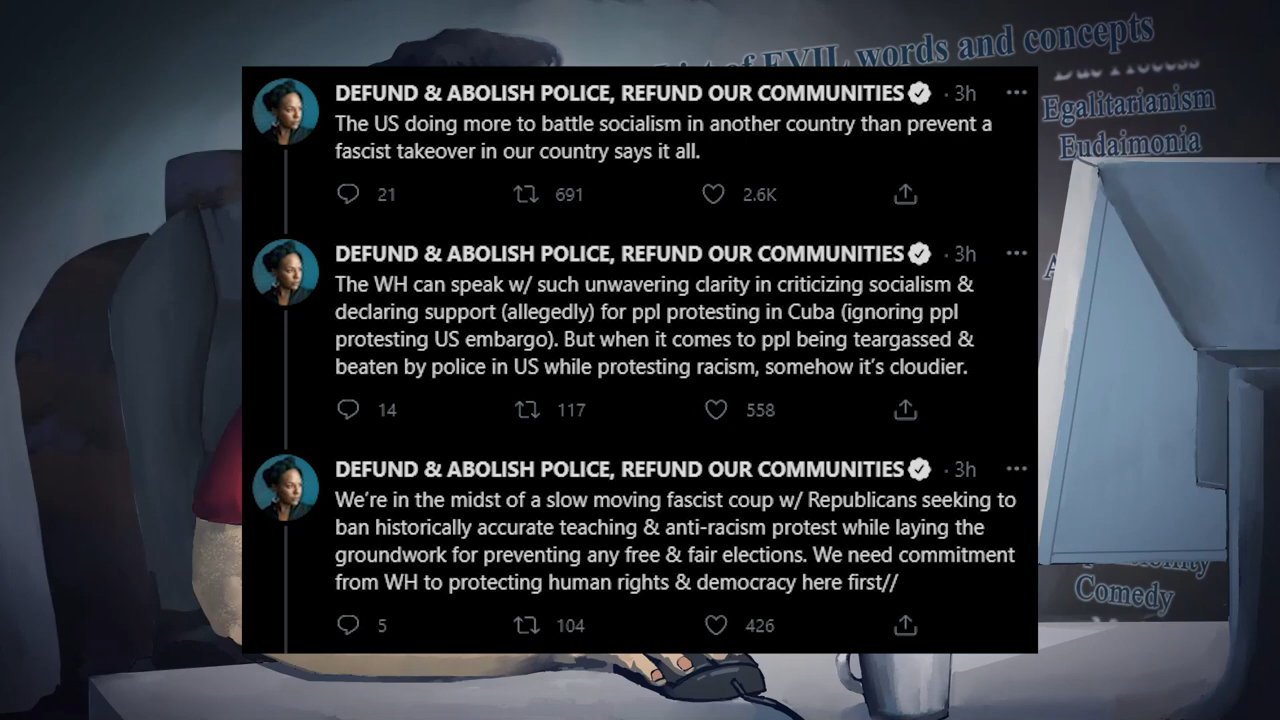 List of EVIL words and concepts
Due Process
Egalitarianism
Eudaimonia
DEFUND & ABOLISH POLICE, REFUND OUR COMMUNITIES · 3h
The US doing more to battle socialism in another country than prevent a
fascist takeover in our country says it all.
21 691 2.6K
DEFUND & ABOLISH POLICE, REFUND OUR COMMUNITIES · 3h
The WH can speak w/ such unwavering clarity in criticizing socialism &
declaring support (allegedly) for ppl protesting in Cuba (ignoring ppl
protesting US embargo). But when it comes to ppl being teargassed &
beaten by police in US while protesting racism, somehow it’s cloudier.
14 117 558
DEFUND & ABOLISH POLICE, REFUND OUR COMMUNITIES · 3h
We’re in the midst of a slow moving fascist coup w/ Republicans seeking to
ban historically accurate teaching & anti-racism protest while laying the
groundwork for preventing any free & fair elections. We need commitment
from WH to protecting human rights & democracy here first//
5 104 426
Comedy